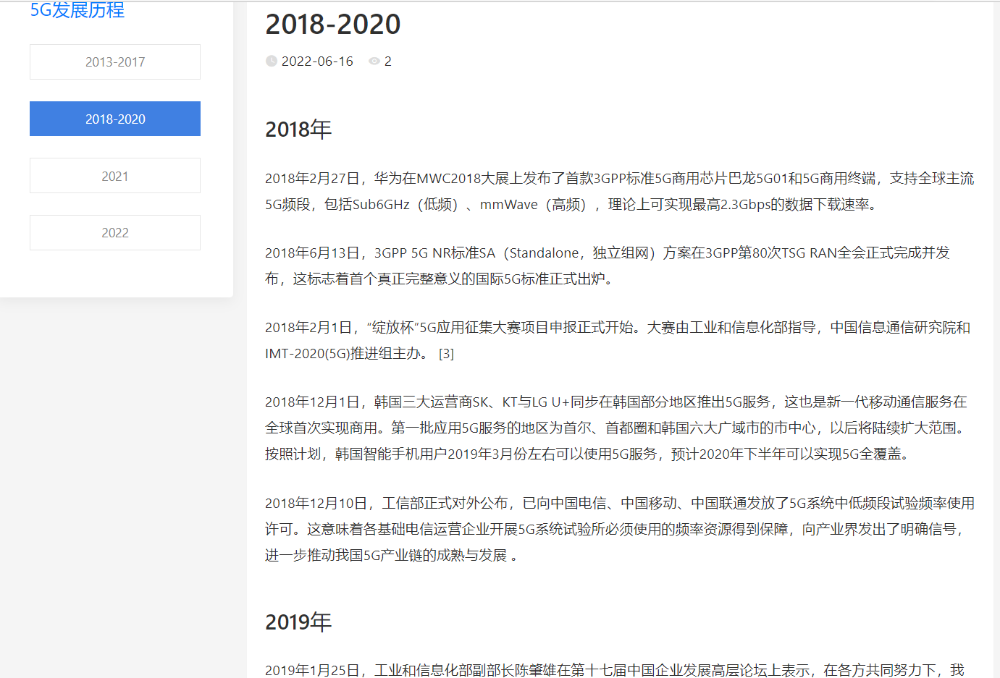 5G发展历程
2013-2017
2018-2020
2021
2022
2018-2020
2022-06-16 2
2018年
2018年2月27日，华为在MWC2018大展上发布了首款3GPP标准5G商用芯片巴龙5G01和5G商用终端，支持全球主流
5G频段，包括Sub6GHz（低频）、mmWave（高频），理论上可实现最高2.3Gbps的数据下载速率。
2018年6月13日，3GPP 5G NR标准SA（Standalone，独立组网）方案在3GPP第80次TSG RAN全会正式完成并发
布，这标志着首个真正完整意义的国际5G标准正式出炉。
2018年2月1日，“绽放杯”5G应用征集大赛项目申报正式开始。大赛由工业和信息化部指导，中国信息通信研究院和
IMT-2020(5G)推进组主办。 [3]
2018年12月1日，韩国三大运营商SK、KT与LG U+同步在韩国部分地区推出5G服务，这也是新一代移动通信服务在
全球首次实现商用。第一批应用5G服务的地区为首尔、首都圈和韩国六大广域市的市中心，以后将陆续扩大范围。
按照计划，韩国智能手机用户2019年3月份左右可以使用5G服务，预计2020年下半年可以实现5G全覆盖。
2018年12月10日，工信部正式对外公布，已向中国电信、中国移动、中国联通发放了5G系统中低频段试验频率使用
许可。这意味着各基础电信运营企业开展5G系统试验所必须使用的频率资源得到保障，向产业界发出了明确信号，
进一步推动我国5G产业链的成熟与发展 。
2019年
2019年1月25日，工业和信息化部副部长陈肇雄在第十七届中国企业发展高层论坛上表示，在各方共同努力下，我